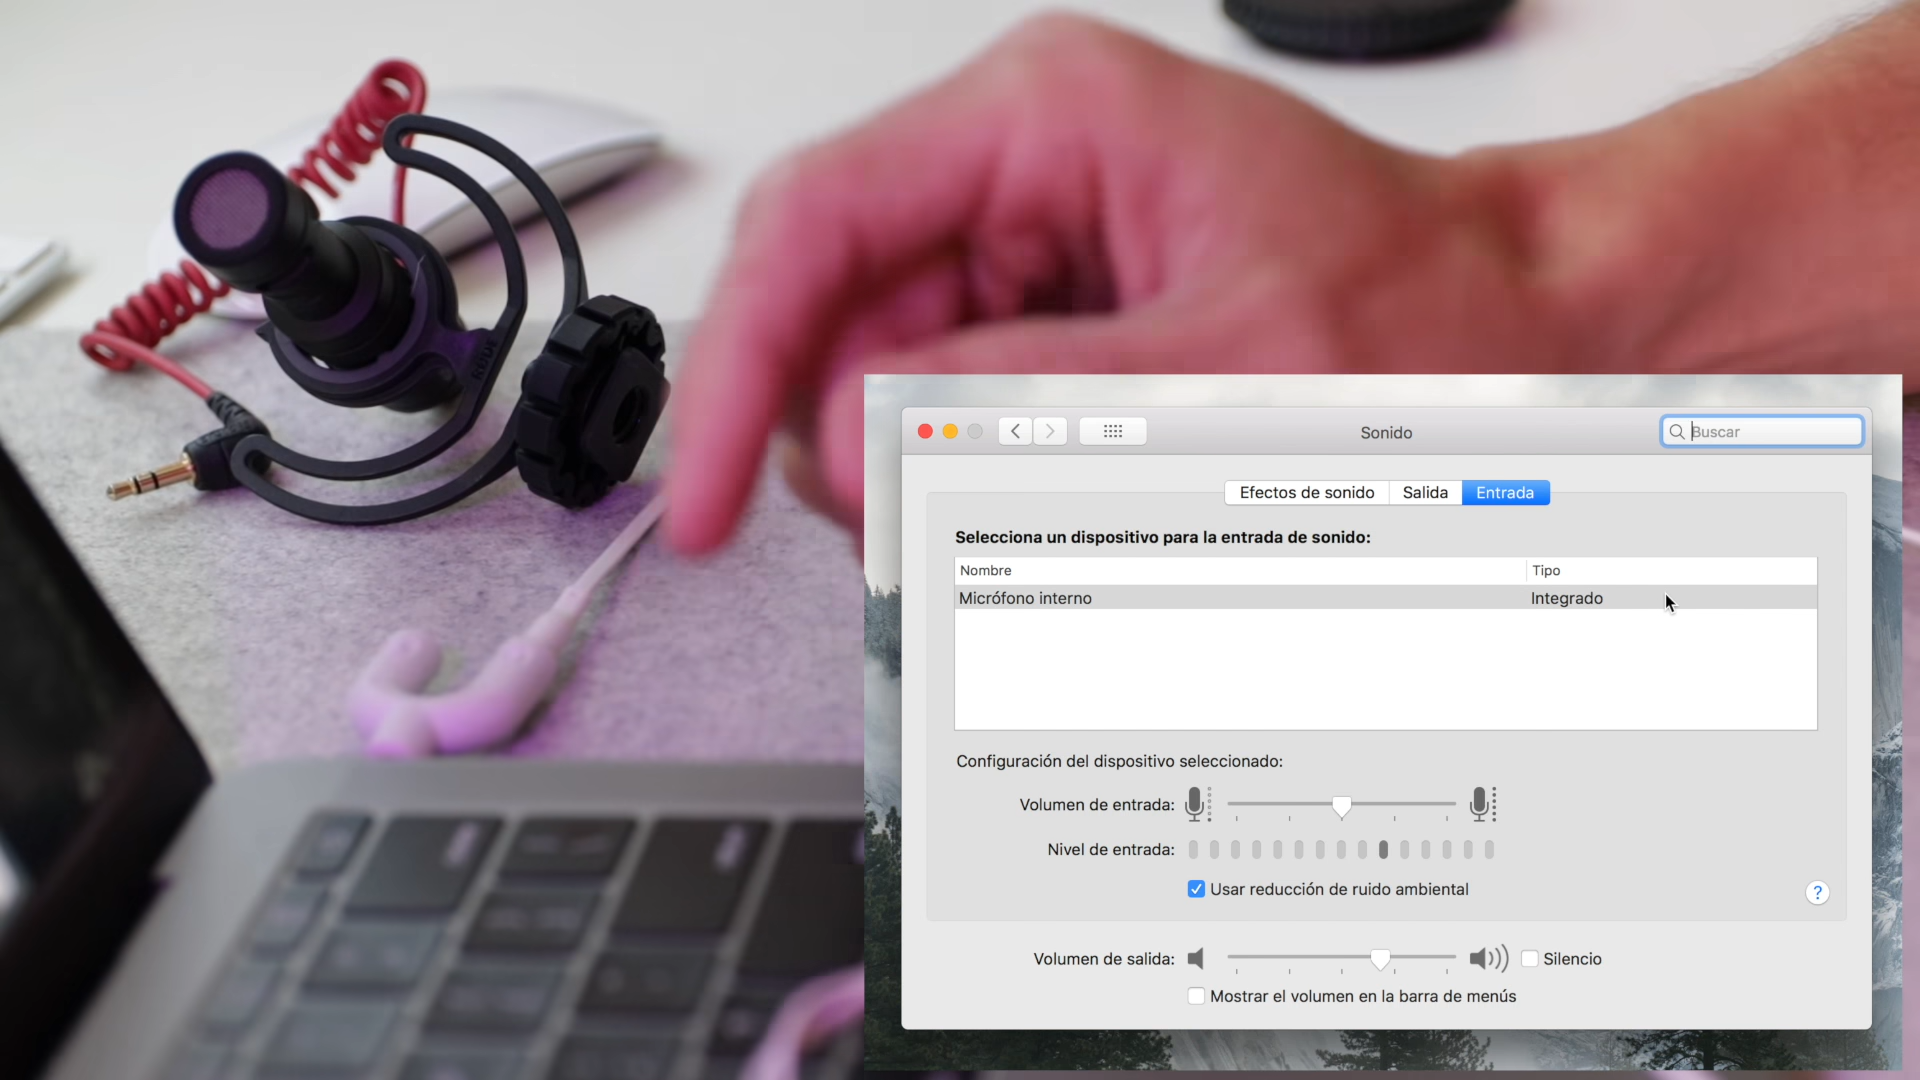 RØDE
Sonido
Buscar
Efectos de sonido
Salida
Entrada
Selecciona un dispositivo para la entrada de sonido:
Nombre
Tipo
Micrófono interno
Integrado
Configuración del dispositivo seleccionado:
Volumen de entrada:
Nivel de entrada:
Usar reducción de ruido ambiental
?
Volumen de salida:
Silencio
Mostrar el volumen en la barra de menús